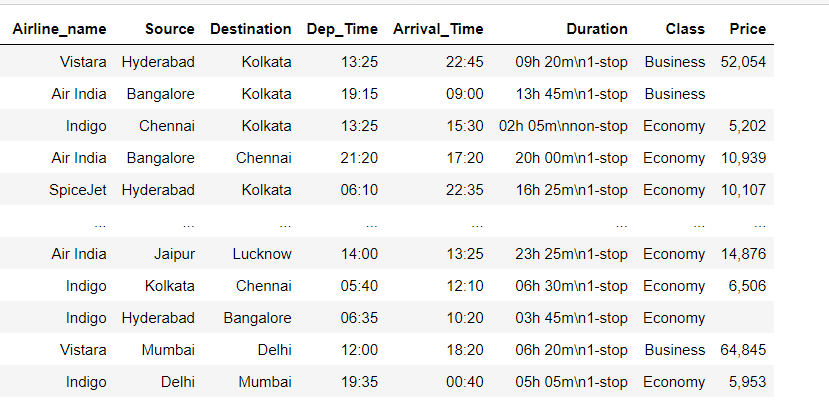 Airline_name Source Destination Dep_Time Arrival_Time Duration Class Price
Vistara Hyderabad Kolkata 13:25 22:45 09h 20m\n1-stop Business 52,054
Air India Bangalore Kolkata 19:15 09:00 13h 45m\n1-stop Business
Indigo Chennai Kolkata 13:25 15:30 02h 05m\nnon-stop Economy 5,202
Air India Bangalore Chennai 21:20 17:20 20h 00m\n1-stop Economy 10,939
SpiceJet Hyderabad Kolkata 06:10 22:35 16h 25m\n1-stop Economy 10,107
... ... ... ... ... ... ... ...
Air India Jaipur Lucknow 14:00 13:25 23h 25m\n1-stop Economy 14,876
Indigo Kolkata Chennai 05:40 12:10 06h 30m\n1-stop Economy 6,506
Indigo Hyderabad Bangalore 06:35 10:20 03h 45m\n1-stop Economy
Vistara Mumbai Delhi 12:00 18:20 06h 20m\n1-stop Business 64,845
Indigo Delhi Mumbai 19:35 00:40 05h 05m\n1-stop Economy 5,953